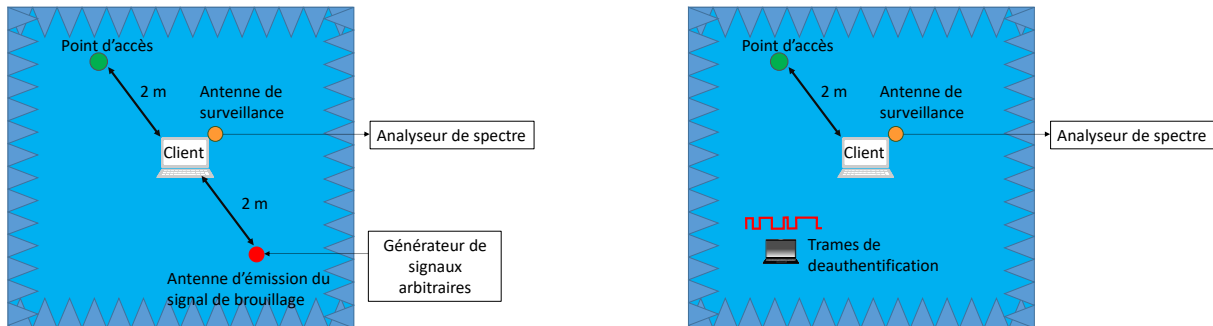 Point d'accès
2 m
Antenne de
surveillance
Analyseur de spectre
Client
2 m
Générateur de
signaux
arbitraires
Antenne d'émission du
signal de brouillage
Point d'accès
2 m
Antenne de
surveillance
Analyseur de spectre
Client
Trames de
deauthentification